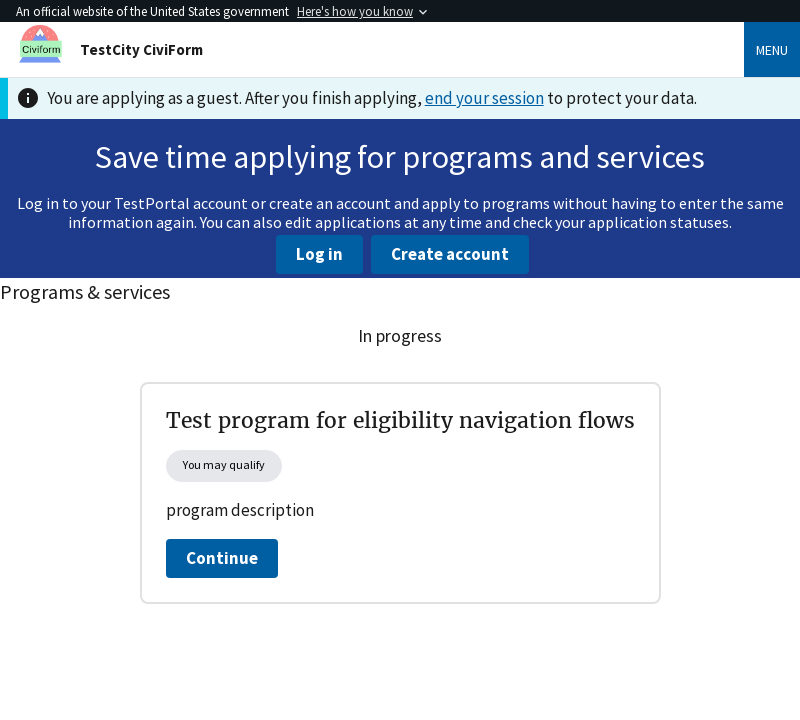 An official website of the United States government Here's how you know
Civiform
TestCity CiviForm
MENU
You are applying as a guest. After you finish applying, end your session to protect your data.
Save time applying for programs and services
Log in to your TestPortal account or create an account and apply to programs without having to enter the same
information again. You can also edit applications at any time and check your application statuses.
Log in Create account
Programs & services
In progress
Test program for eligibility navigation flows
You may qualify
program description
Continue